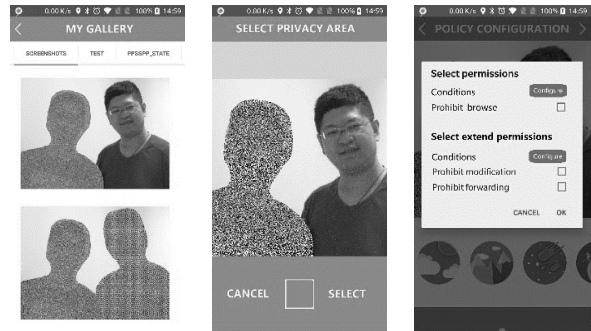 0.00 K/s 100% 14:59
MY GALLERY
SCREENSHOTS TEST PPSSPP_STATE
0.00 K/s 100% 14:59
SELECT PRIVACY AREA
CANCEL SELECT
0.00 K/s 100% 14:59
POLICY CONFIGURATION
Select permissions
Conditions Configure
Prohibit browse
Select extend permissions
Conditions Configure
Prohibit modification
Prohibit forwarding
CANCEL OK